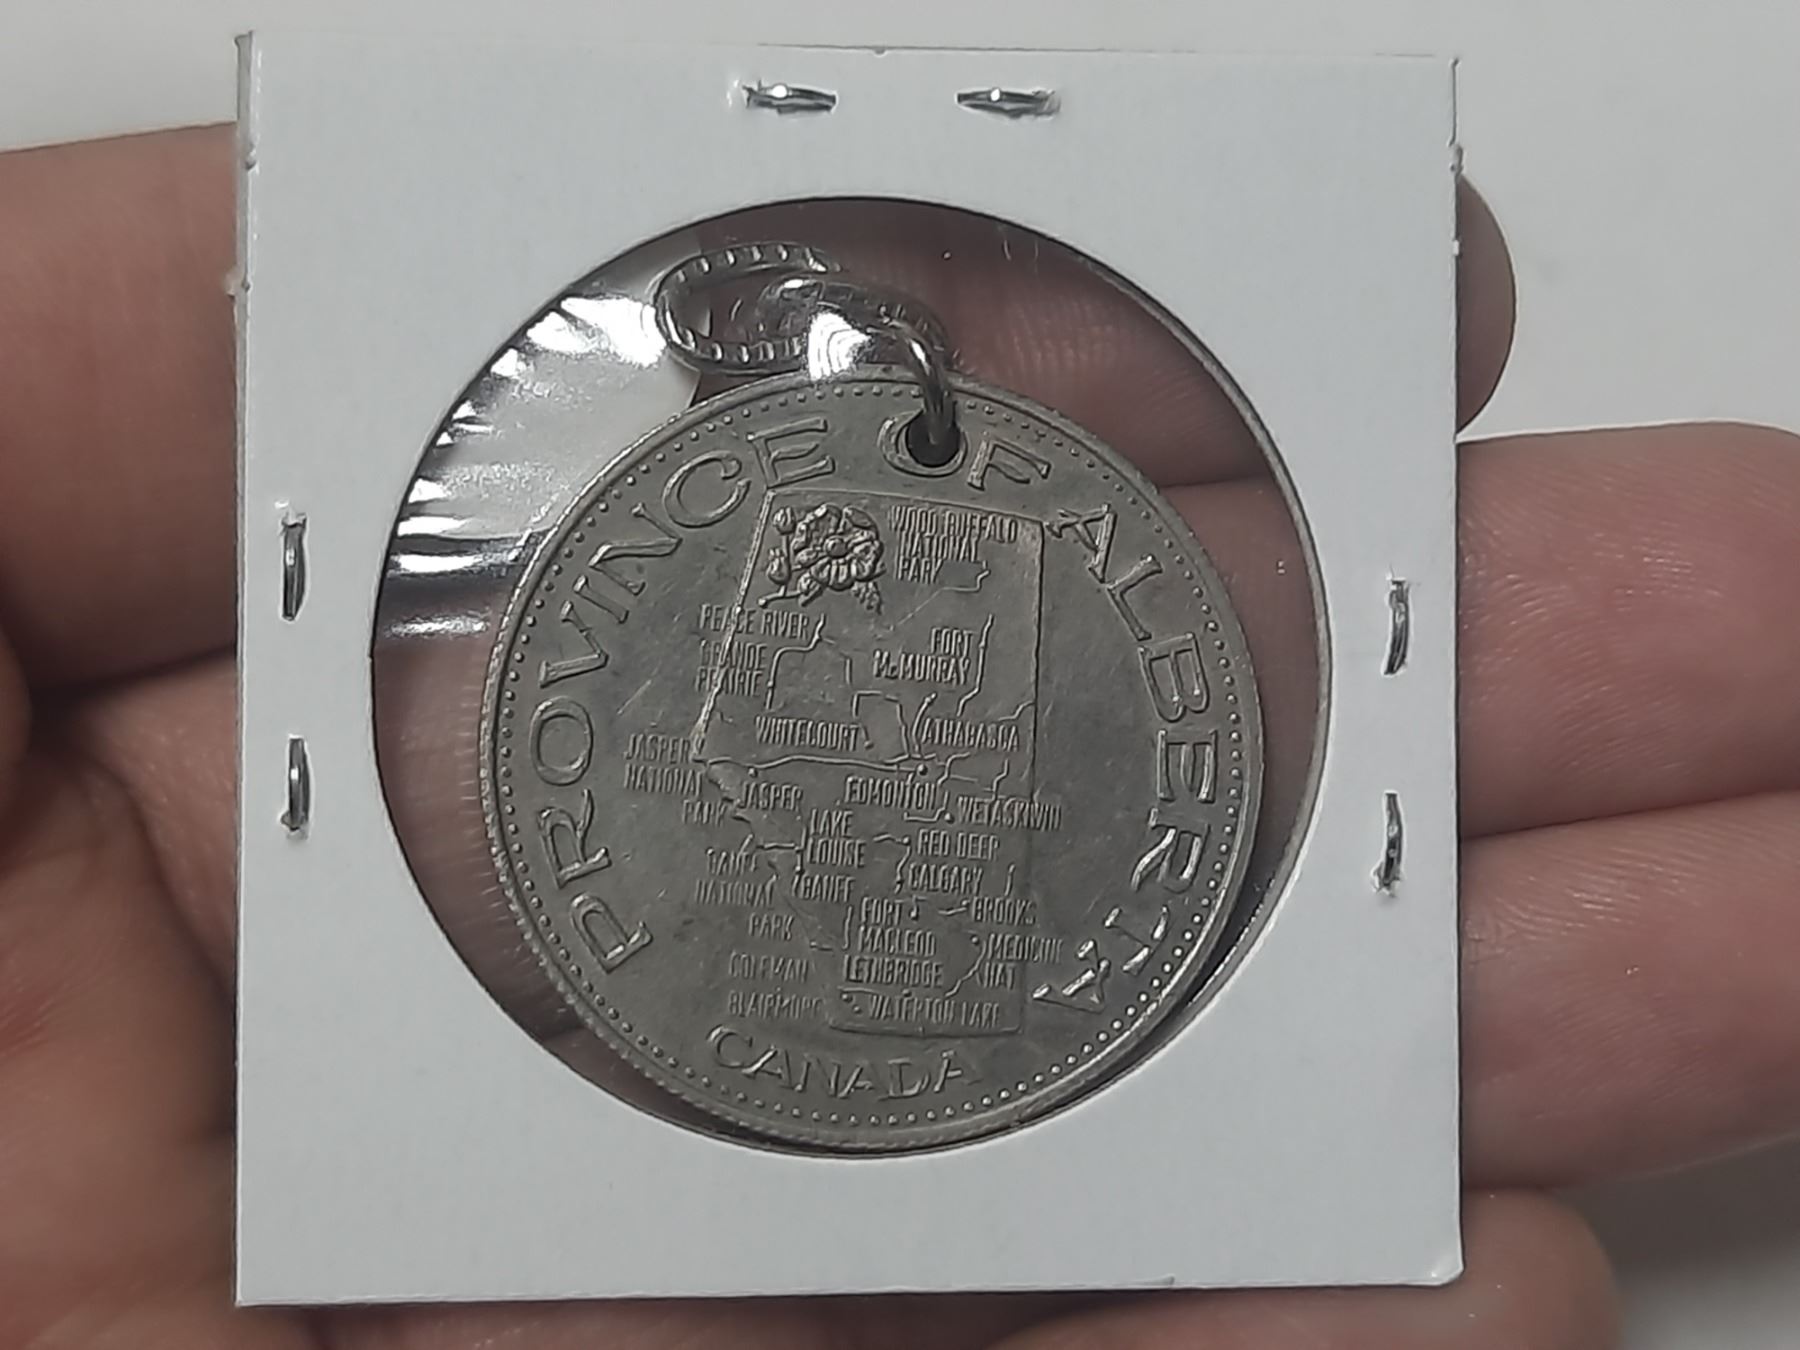 PROVINCE OF ALBERTA
WOOD BUFFALO
NATIONAL
PARK
PEACE RIVER
GRANDE
PRAIRIE
FORT
McMURRAY
WHITECOURT
ATHABASCA
JASPER
NATIONAL
PARK
JASPER
EDMONTON
WETASKIWIN
LAKE
LOUISE
RED DEER
BANFF
NATIONAL
PARK
BANFF
CALGARY
BROOKS
FORT
MACLEOD
MEDICINE
HAT
COLEMAN
LETHBRIDGE
BLAIRMORE
WATERTON LAKE
CANADA